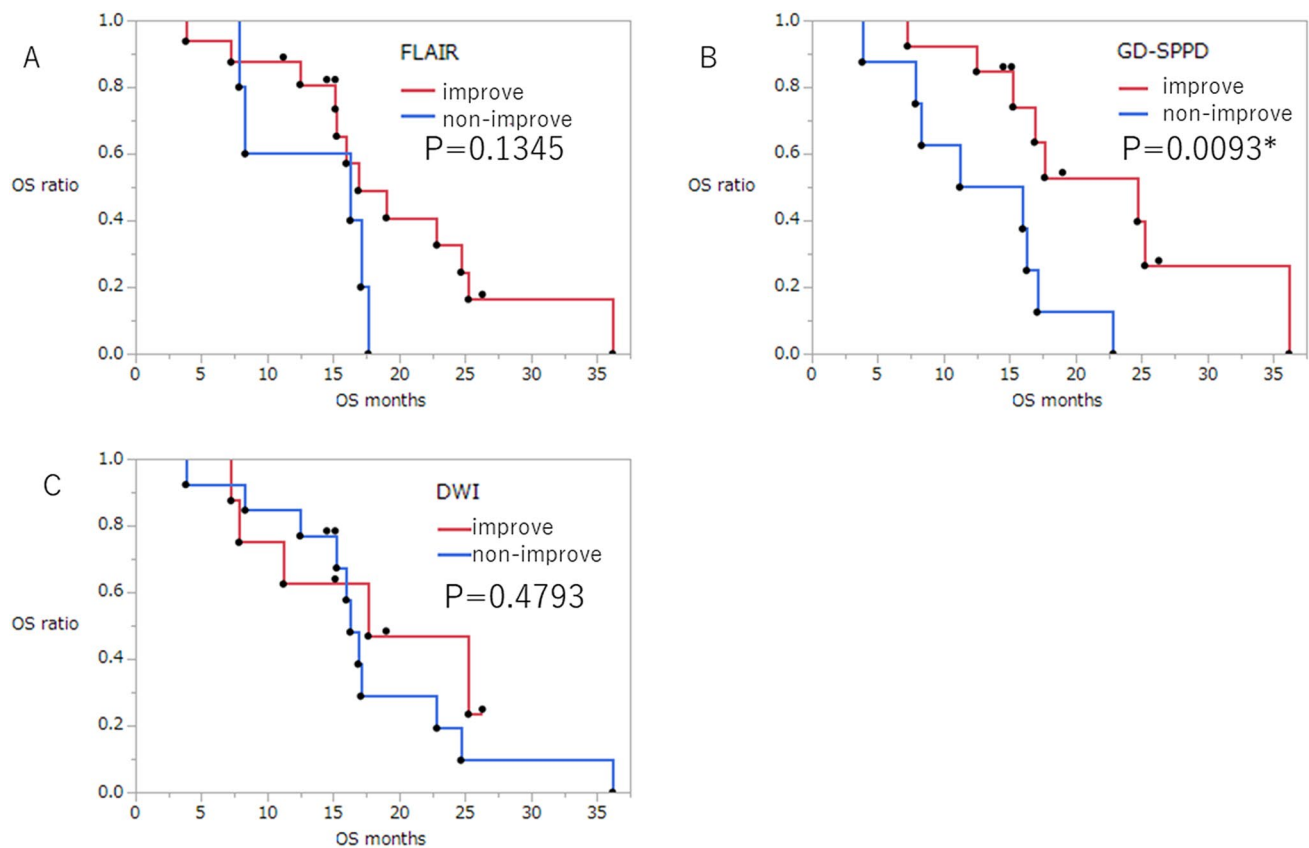 A
FLAIR
improve
non-improve
P=0.1345
OS ratio
1.0
0.8
0.6
0.4
0.2
0.0
0 5 10 15 20 25 30 35
OS months
B
GD-SPPD
improve
non-improve
P=0.0093*
OS ratio
1.0
0.8
0.6
0.4
0.2
0.0
0 5 10 15 20 25 30 35
OS months
C
DWI
improve
non-improve
P=0.4793
OS ratio
1.0
0.8
0.6
0.4
0.2
0.0
0 5 10 15 20 25 30 35
OS months